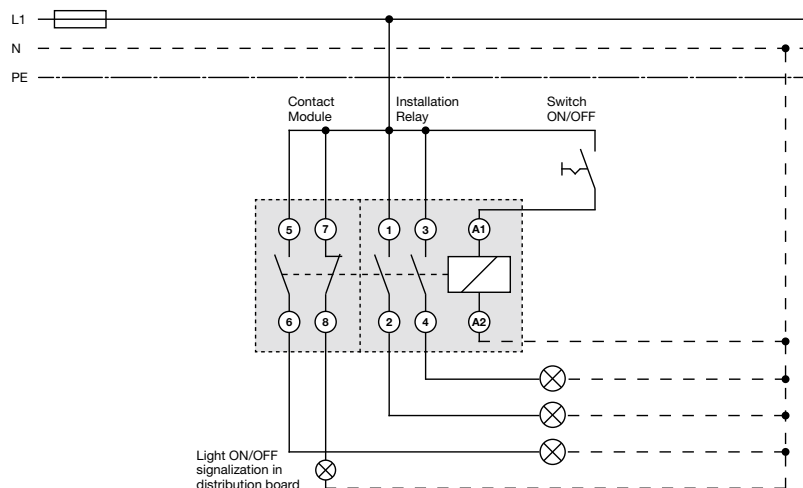 L1
N
PE
Contact
Module
Installation
Relay
Switch
ON/OFF
5 7 1 3 A1
6 8 2 4 A2
Light ON/OFF
signalization in
distribution board